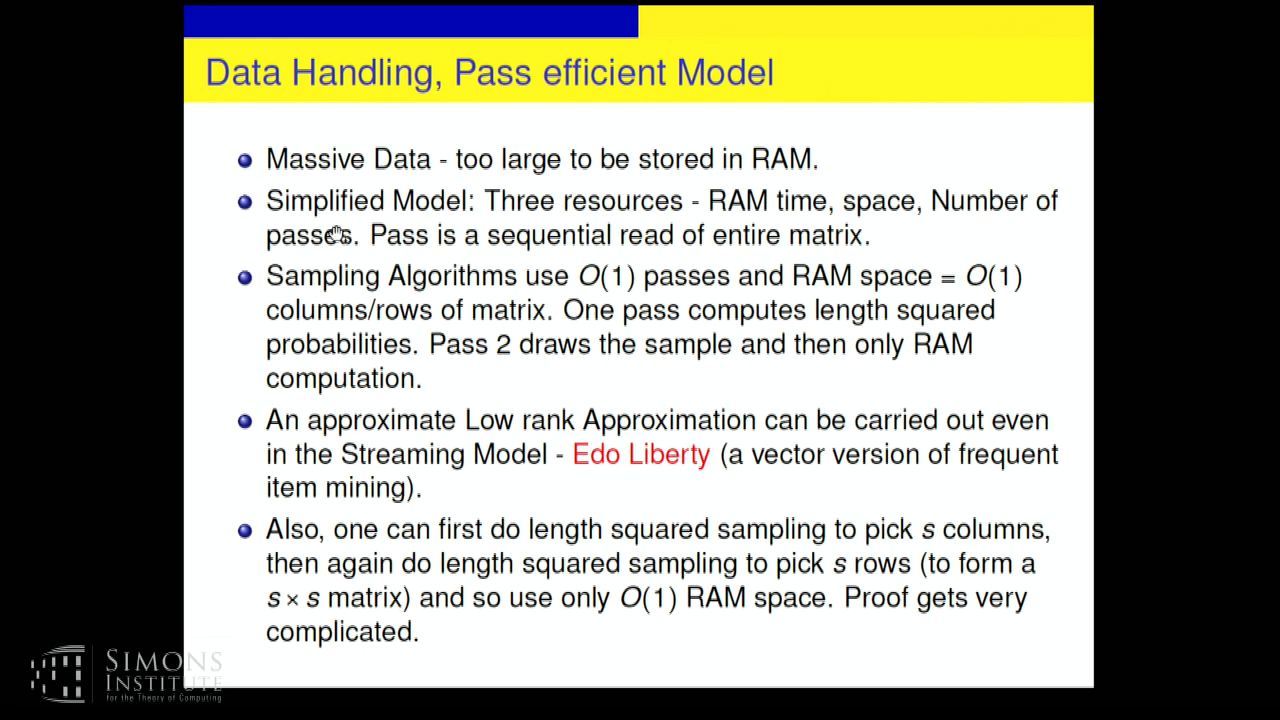 Data Handling, Pass efficient Model
Massive Data - too large to be stored in RAM.
Simplified Model: Three resources - RAM time, space, Number of
passes. Pass is a sequential read of entire matrix.
Sampling Algorithms use O(1) passes and RAM space = O(1)
columns/rows of matrix. One pass computes length squared
probabilities. Pass 2 draws the sample and then only RAM
computation.
An approximate Low rank Approximation can be carried out even
in the Streaming Model - Edo Liberty (a vector version of frequent
item mining).
Also, one can first do length squared sampling to pick s columns,
then again do length squared sampling to pick s rows (to form a
s × s matrix) and so use only O(1) RAM space. Proof gets very
complicated.
SIMONS
INSTITUTE
for the Theory of Computing